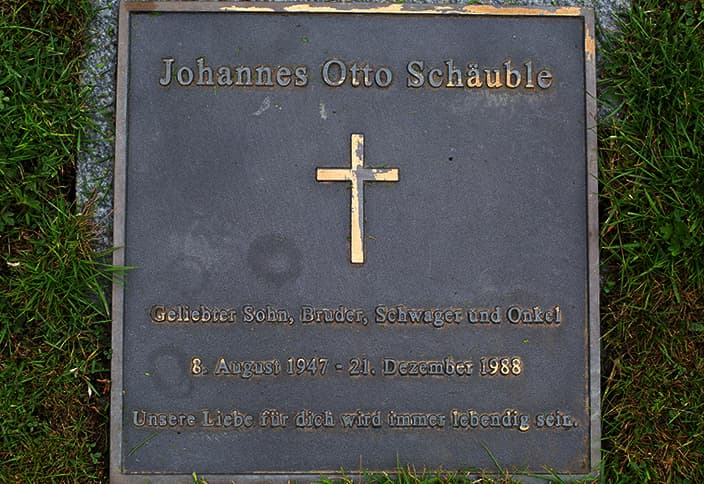 Johannes Otto Schäuble
Geliebter Sohn, Bruder, Schwager und Onkel
8. August 1947 - 21. Dezember 1988
Unsere Liebe für dich wird immer lebendig sein.